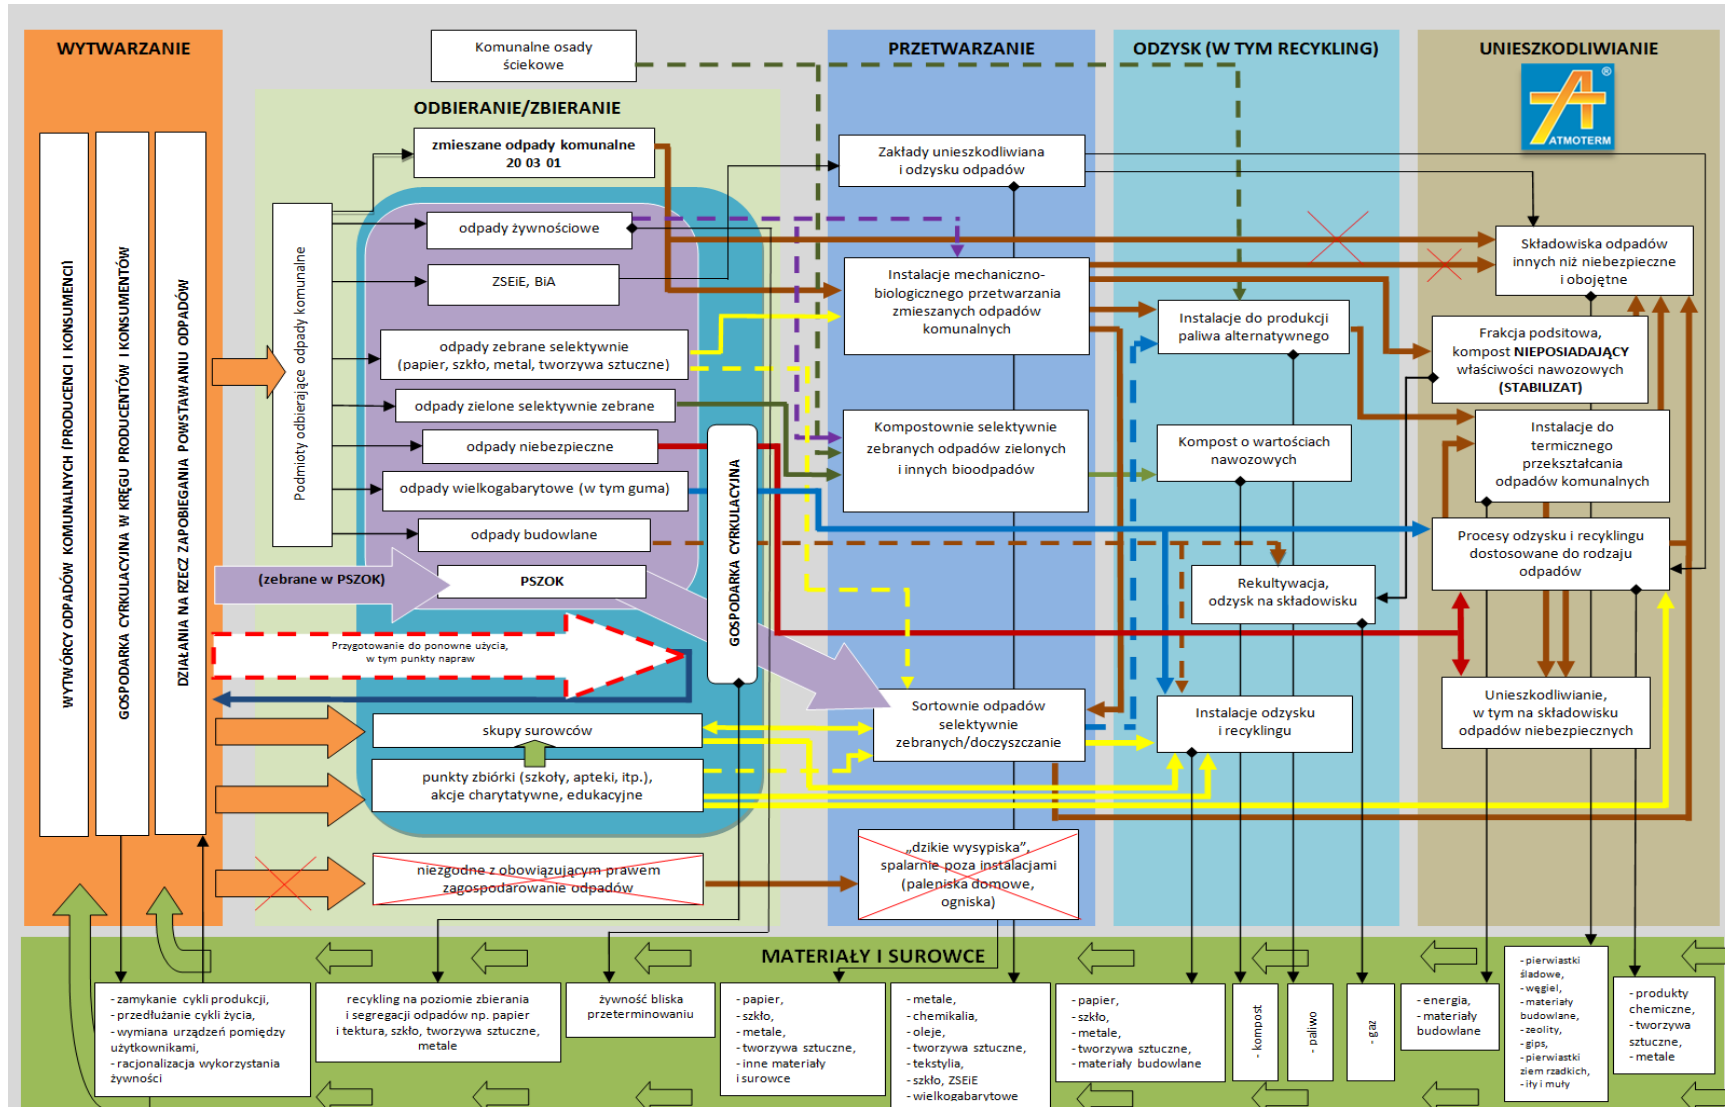 WYTWARZANIE
WYTWÓRCY ODPADÓW KOMUNALNYCH (PRODUCENCI I KONSUMENCI)
GOSPODARKA CYRKULACYJNA W KRĘGU PRODUCENTÓW I KONSUMENTÓW
DZIAŁANIA NA RZECZ ZAPOBIEGANIA POWSTAWANIU ODPADÓW
Komunalne osady
ściekowe
ODBIERANIE/ZBIERANIE
Podmioty odbierające odpady komunalne
zmieszane odpady komunalne
20 03 01
odpady żywnościowe
ZSEiE, BiA
odpady zebrane selektywnie
(papier, szkło, metal, tworzywa sztuczne)
odpady zielone selektywnie zebrane
odpady niebezpieczne
odpady wielkogabarytowe (w tym guma)
odpady budowlane
(zebrane w PSZOK)
PSZOK
GOSPODARKA CYRKULACYJNA
Przygotowanie do ponowne użycia,
w tym punkty napraw
skupy surowców
punkty zbiórki (szkoły, apteki, itp.),
akcje charytatywne, edukacyjne
niezgodne z obowiązującym prawem
zagospodarowanie odpadów
PRZETWARZANIE
Zakłady unieszkodliwiana
i odzysku odpadów
Instalacje mechaniczno-
biologicznego przetwarzania
zmieszanych odpadów
komunalnych
Kompostownie selektywnie
zebranych odpadów zielonych
i innych bioodpadów
Sortownie odpadów
selektywnie
zebranych/doczyszczanie
„dzikie wysypiska”,
spalarnie poza instalacjami
(paleniska domowe,
ogniska)
ODZYSK (W TYM RECYKLING)
Instalacje do produkcji
paliwa alternatywnego
Kompost o wartościach
nawozowych
Rekultywacja,
odzysk na składowisku
Instalacje odzysku
i recyklingu
UNIESZKODLIWIANIE
®
ATMOTERM
Składowiska odpadów
innych niż niebezpieczne
i obojętne
Frakcja podsitowa,
kompost NIEPOSIADAJĄCY
właściwości nawozowych
(STABILIZAT)
Instalacje do
termicznego
przekształcania
odpadów komunalnych
Procesy odzysku i recyklingu
dostosowane do rodzaju
odpadów
Unieszkodliwianie,
w tym na składowisku
odpadów niebezpiecznych
MATERIAŁY I SUROWCE
- zamykanie cykli produkcji,
- przedłużanie cykli życia,
- wymiana urządzeń pomiędzy
użytkownikami,
- racjonalizacja wykorzystania
żywności
recykling na poziomie zbierania
i segregacji odpadów np. papier
i tektura, szkło, tworzywa sztuczne,
metale
żywność bliska
przeterminowaniu
- papier,
- szkło,
- metale,
- tworzywa sztuczne,
- inne materiały
i surowce
- metale,
- chemikalia,
- oleje,
- tworzywa sztuczne,
- tekstylia,
- szkło, ZSEiE
- wielkogabarytowe
- papier,
- szkło,
- metale,
- tworzywa sztuczne,
- materiały budowlane
- kompost
- paliwo
- gaz
- energia,
- materiały
budowlane
- pierwiastki
śladowe,
- węgiel,
- materiały
budowlane,
- zeolity,
- gips,
- pierwiastki
ziem rzadkich,
- iły i muły
- produkty
chemiczne,
- tworzywa
sztuczne,
- metale